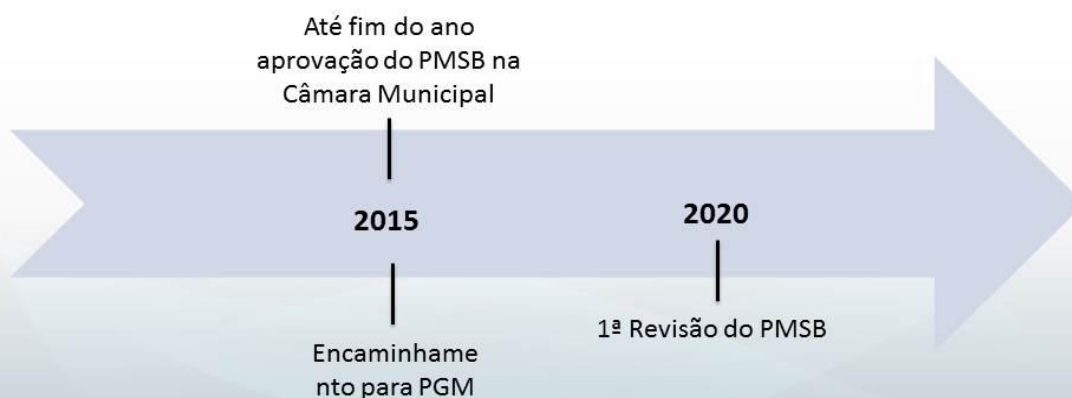 Até fim do ano
aprovação do PMSB na
Câmara Municipal
2015
2020
Encaminhame
nto para PGM
1ª Revisão do PMSB